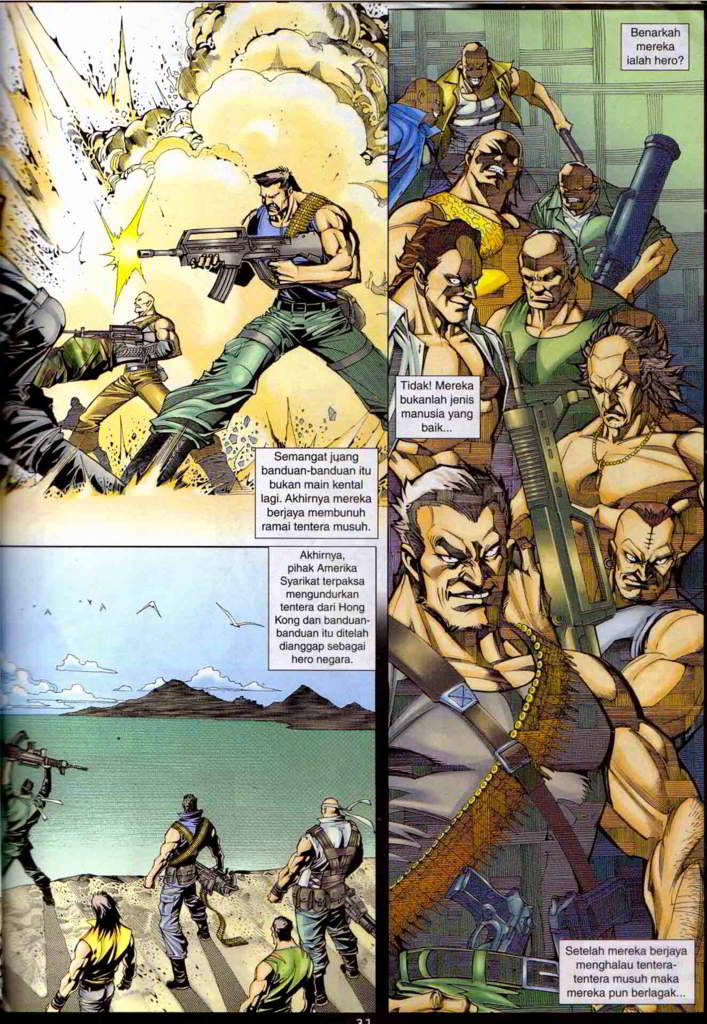 Semangat juang
banduan-banduan itu
bukan main kental
lagi. Akhirnya mereka
berjaya membunuh
ramai tentera musuh.
Akhirnya,
pihak Amerika
Syarikat terpaksa
mengundurkan
tentera dari Hong
Kong dan banduan-
banduan itu ditelah
dianggap sebagai
hero negara.
Benarkah
mereka
ialah hero?
Tidak! Mereka
bukanlah jenis
manusia yang
baik...
Setelah mereka berjaya
menghalau tentera-
tentera musuh maka
mereka pun berlagak...
31